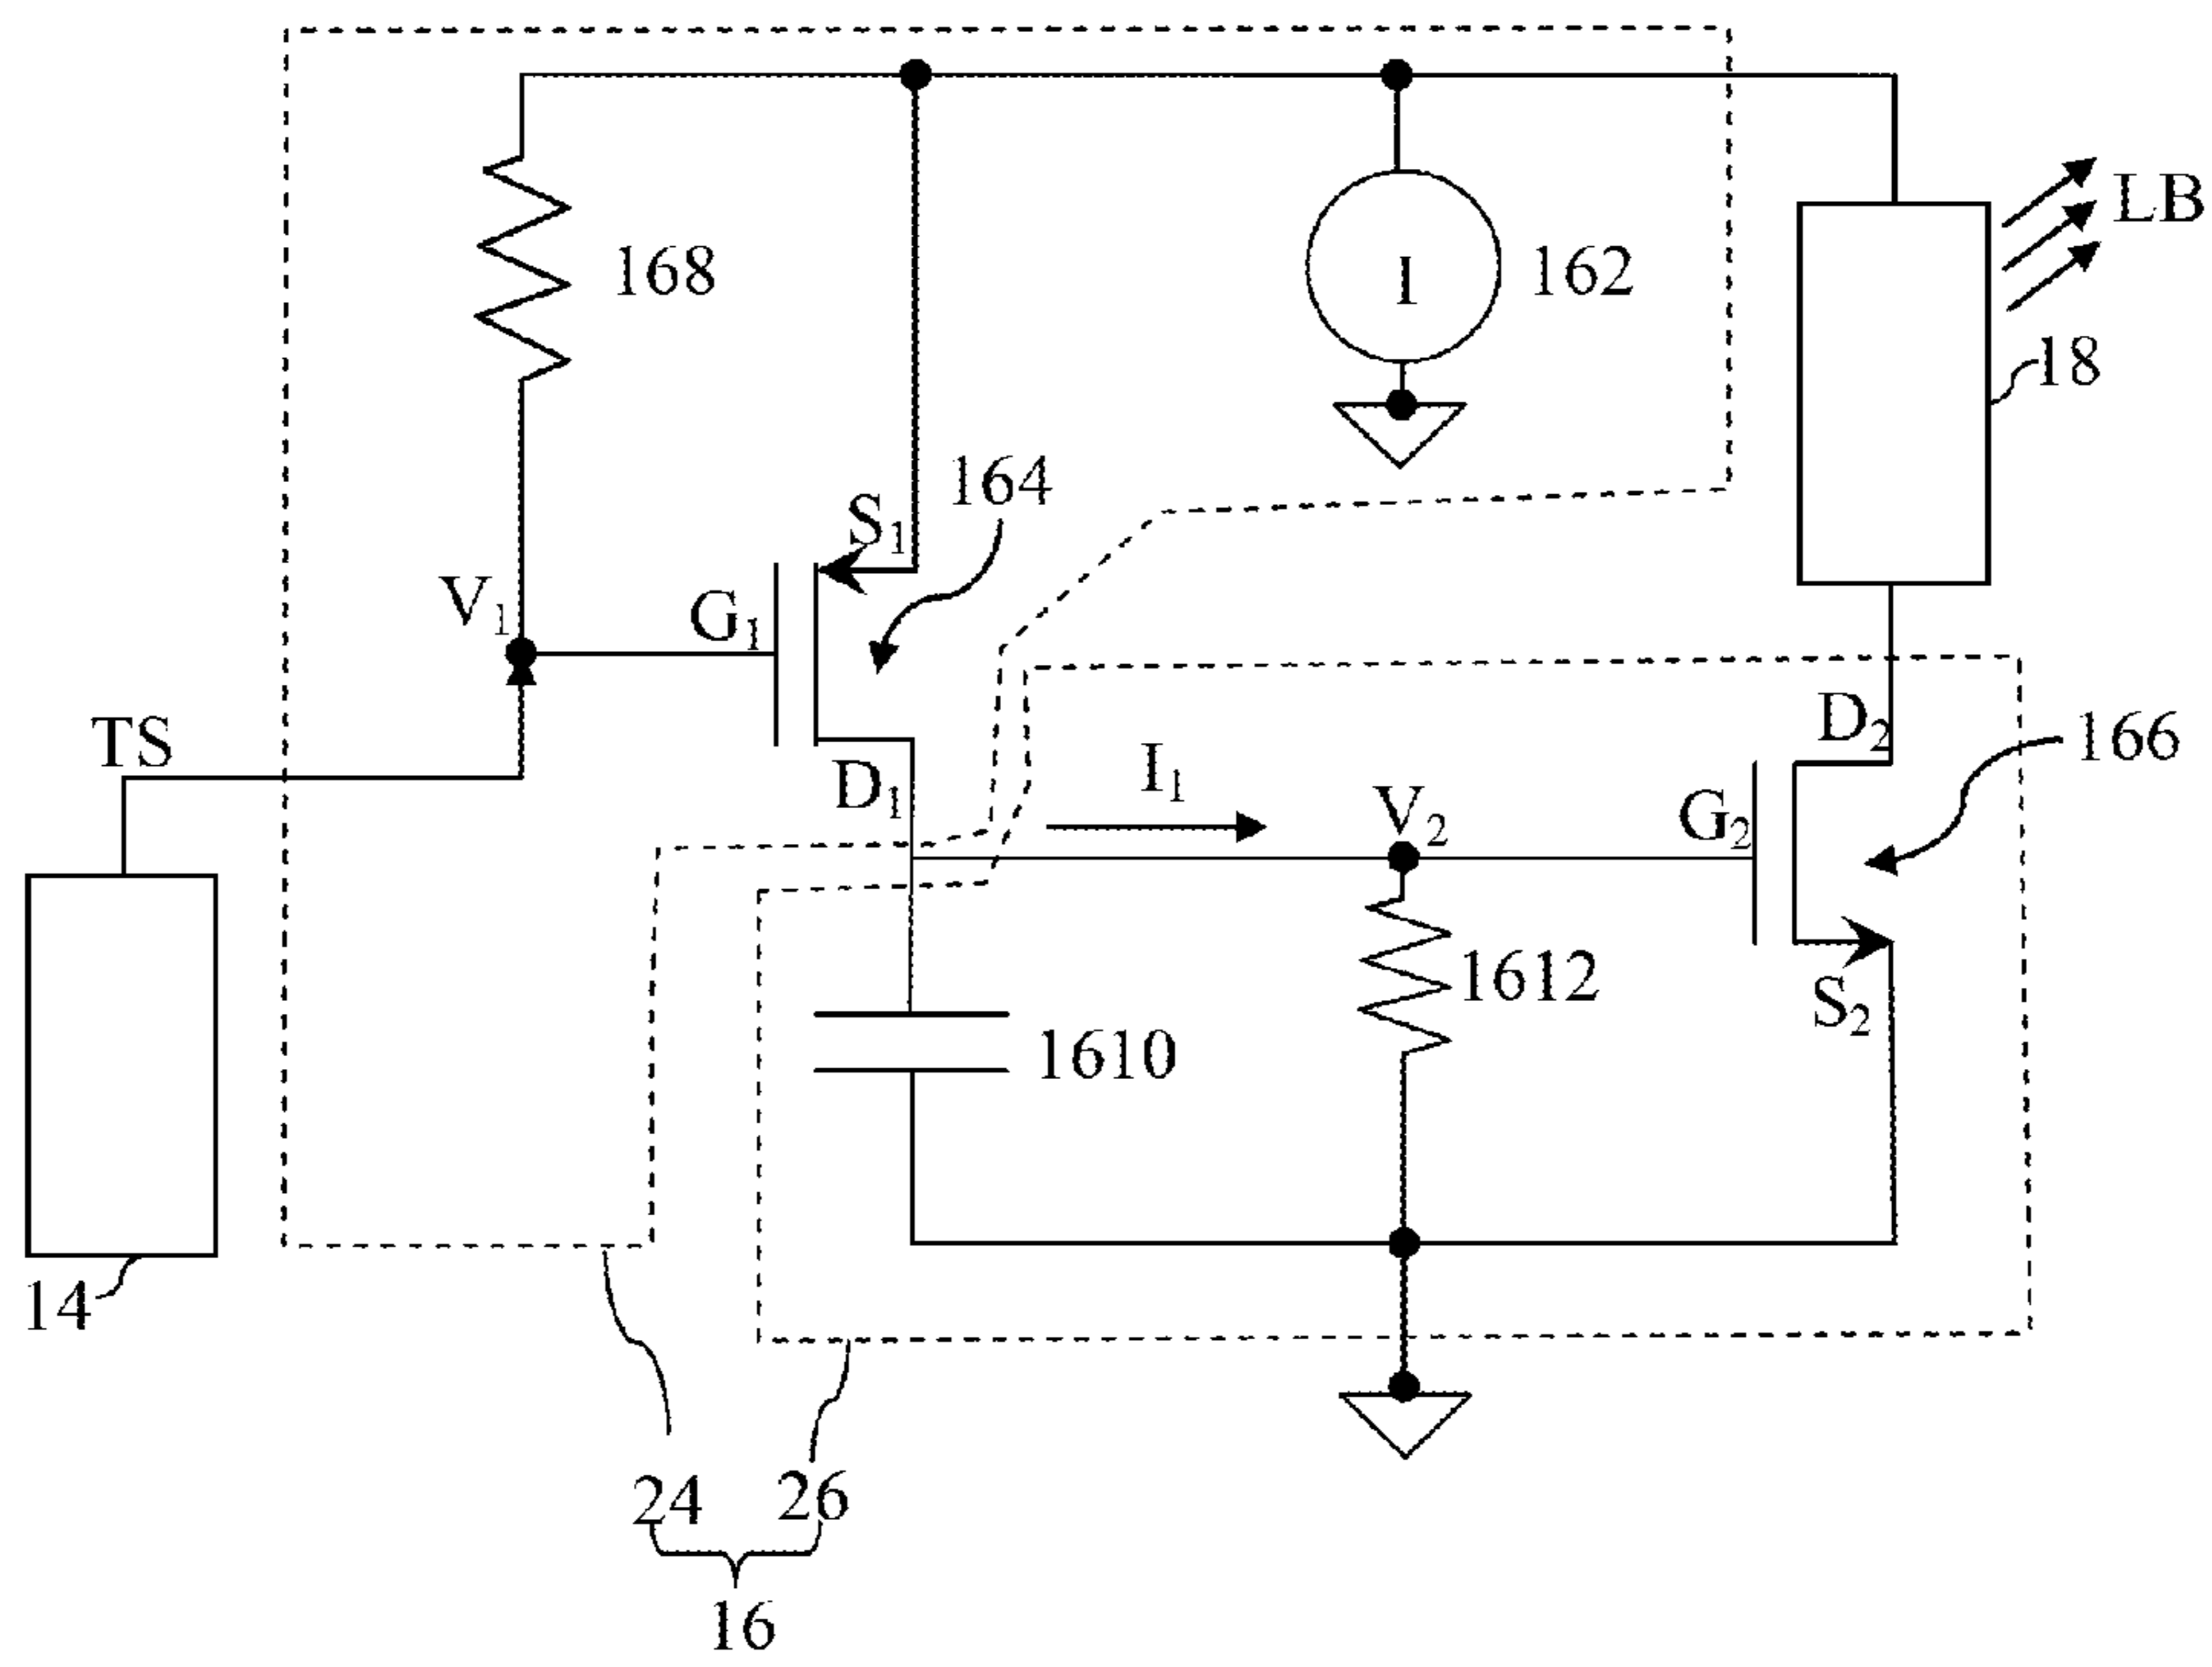 LB
168
I
162
18
164
S₁
V₁
G₁
TS
D₂
166
D₁
I₁
V₂
G₂
1612
S₂
1610
14
24
26
16